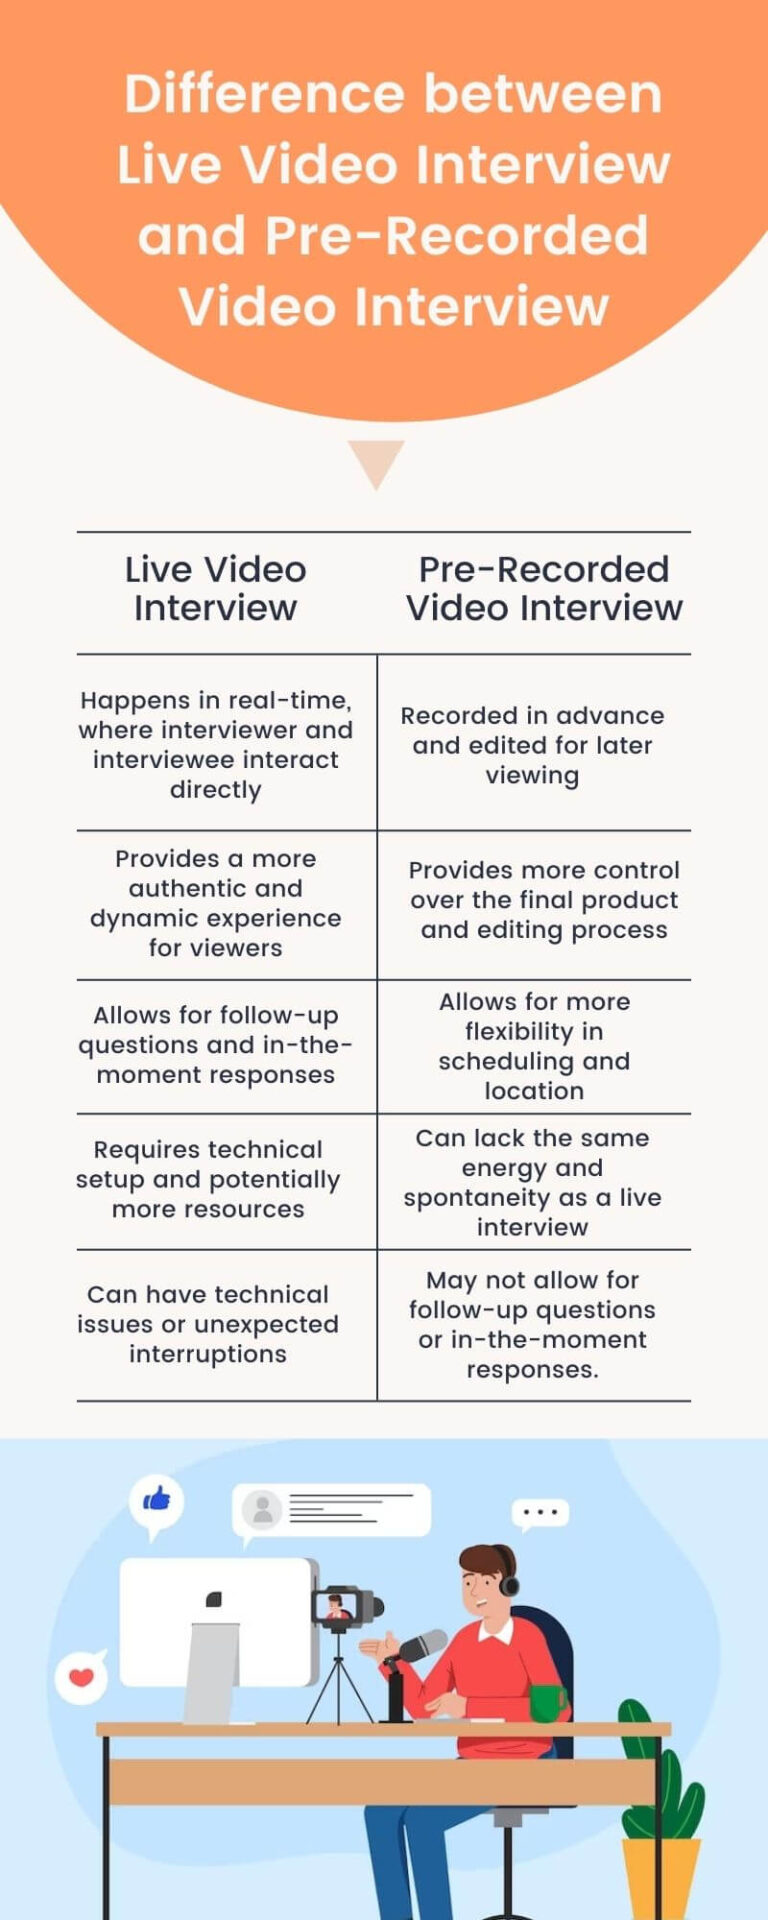 Difference between
Live Video Interview
and Pre-Recorded
Video Interview
Live Video
Interview
Pre-Recorded
Video Interview
Happens in real-time,
where interviewer and
interviewee interact
directly
Recorded in advance
and edited for later
viewing
Provides a more
authentic and
dynamic experience
for viewers
Provides more control
over the final product
and editing process
Allows for follow-up
questions and in-the-
moment responses
Allows for more
flexibility in
scheduling and
location
Requires technical
setup and potentially
more resources
Can lack the same
energy and
spontaneity as a live
interview
Can have technical
issues or unexpected
interruptions
May not allow for
follow-up questions
or in-the-moment
responses.